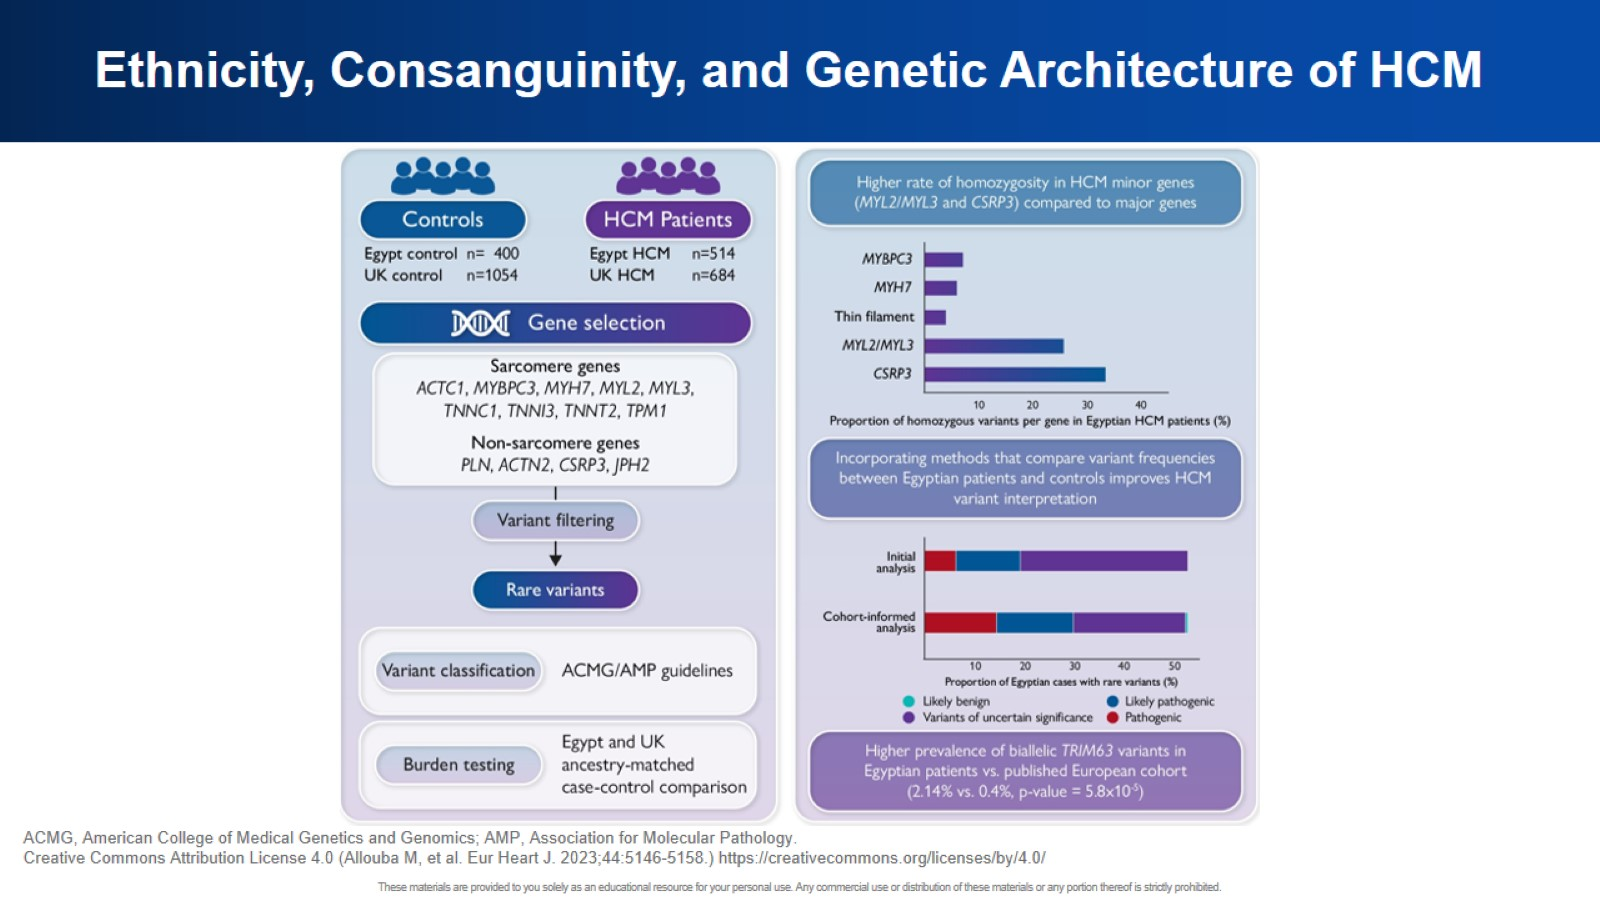 Ethnicity, Consanguinity, and Genetic Architecture of HCM
Controls
Egypt control n= 400
UK control n=1054
HCM Patients
Egypt HCM n=514
UK HCM n=684
Gene selection
Sarcomere genes
ACTC1, MYBPC3, MYH7, MYL2, MYL3,
TNNC1, TNNI3, TNNT2, TPM1
Non-sarcomere genes
PLN, ACTN2, CSRP3, JPH2
Variant filtering
Rare variants
Variant classification
ACMG/AMP guidelines
Burden testing
Egypt and UK
ancestry-matched
case-control comparison
Higher rate of homozygosity in HCM minor genes
(MYL2/MYL3 and CSRP3) compared to major genes
MYBPC3
MYH7
Thin filament
MYL2/MYL3
CSRP3
10 20 30 40
Proportion of homozygous variants per gene in Egyptian HCM patients (%)
Incorporating methods that compare variant frequencies
between Egyptian patients and controls improves HCM
variant interpretation
Initial
analysis
Cohort-informed
analysis
10 20 30 40 50
Proportion of Egyptian cases with rare variants (%)
Likely benign
Likely pathogenic
Variants of uncertain significance
Pathogenic
Higher prevalence of biallelic TRIM63 variants in
Egyptian patients vs. published European cohort
(2.14% vs. 0.4%, p-value = 5.8x10⁻⁵)
ACMG, American College of Medical Genetics and Genomics; AMP, Association for Molecular Pathology.
Creative Commons Attribution License 4.0 (Allouba M, et al. Eur Heart J. 2023;44:5146-5158.) https://creativecommons.org/licenses/by/4.0/
These materials are provided to you solely as an educational resource for your personal use. Any commercial use or distribution of these materials or any portion thereof is strictly prohibited.